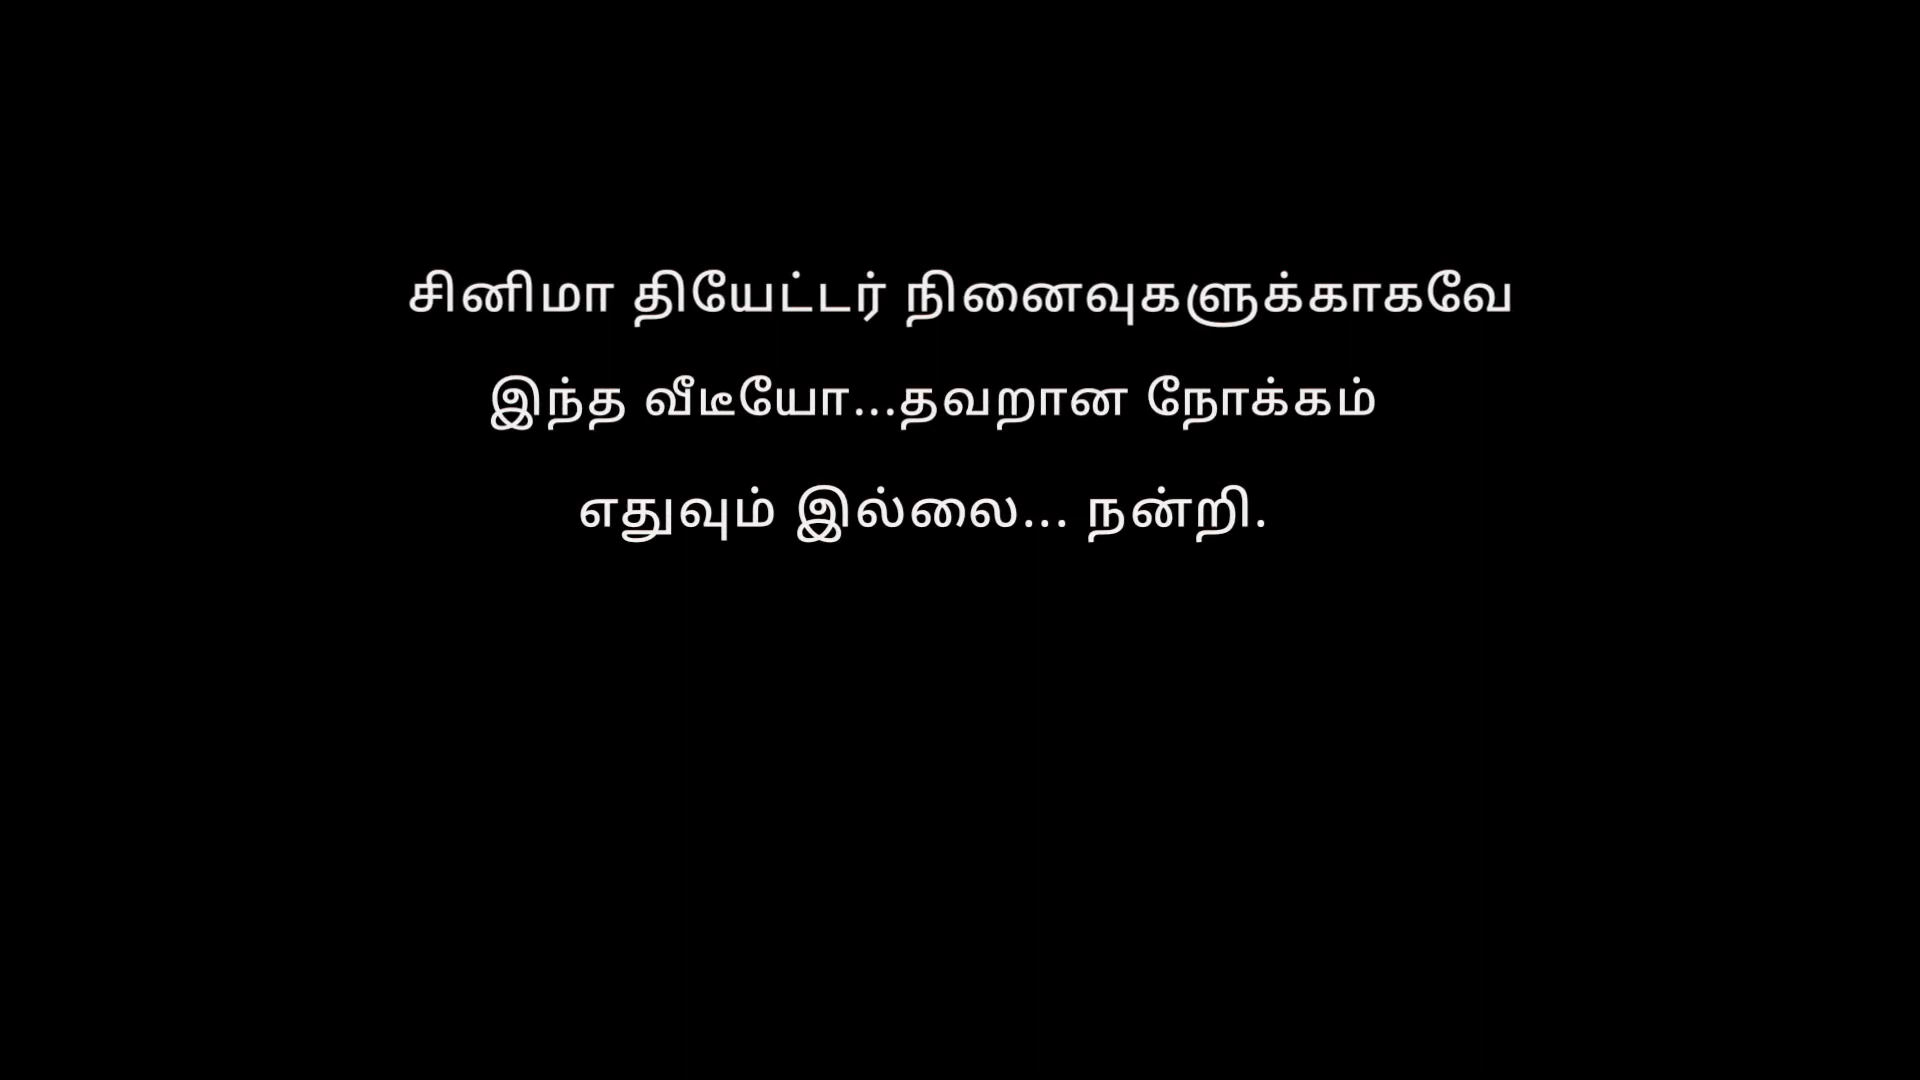 சினிமா தியேட்டர் நினைவுகளுக்காகவே
இந்த வீடீயோ...தவறான நோக்கம்
எதுவும் இல்லை... நன்றி.